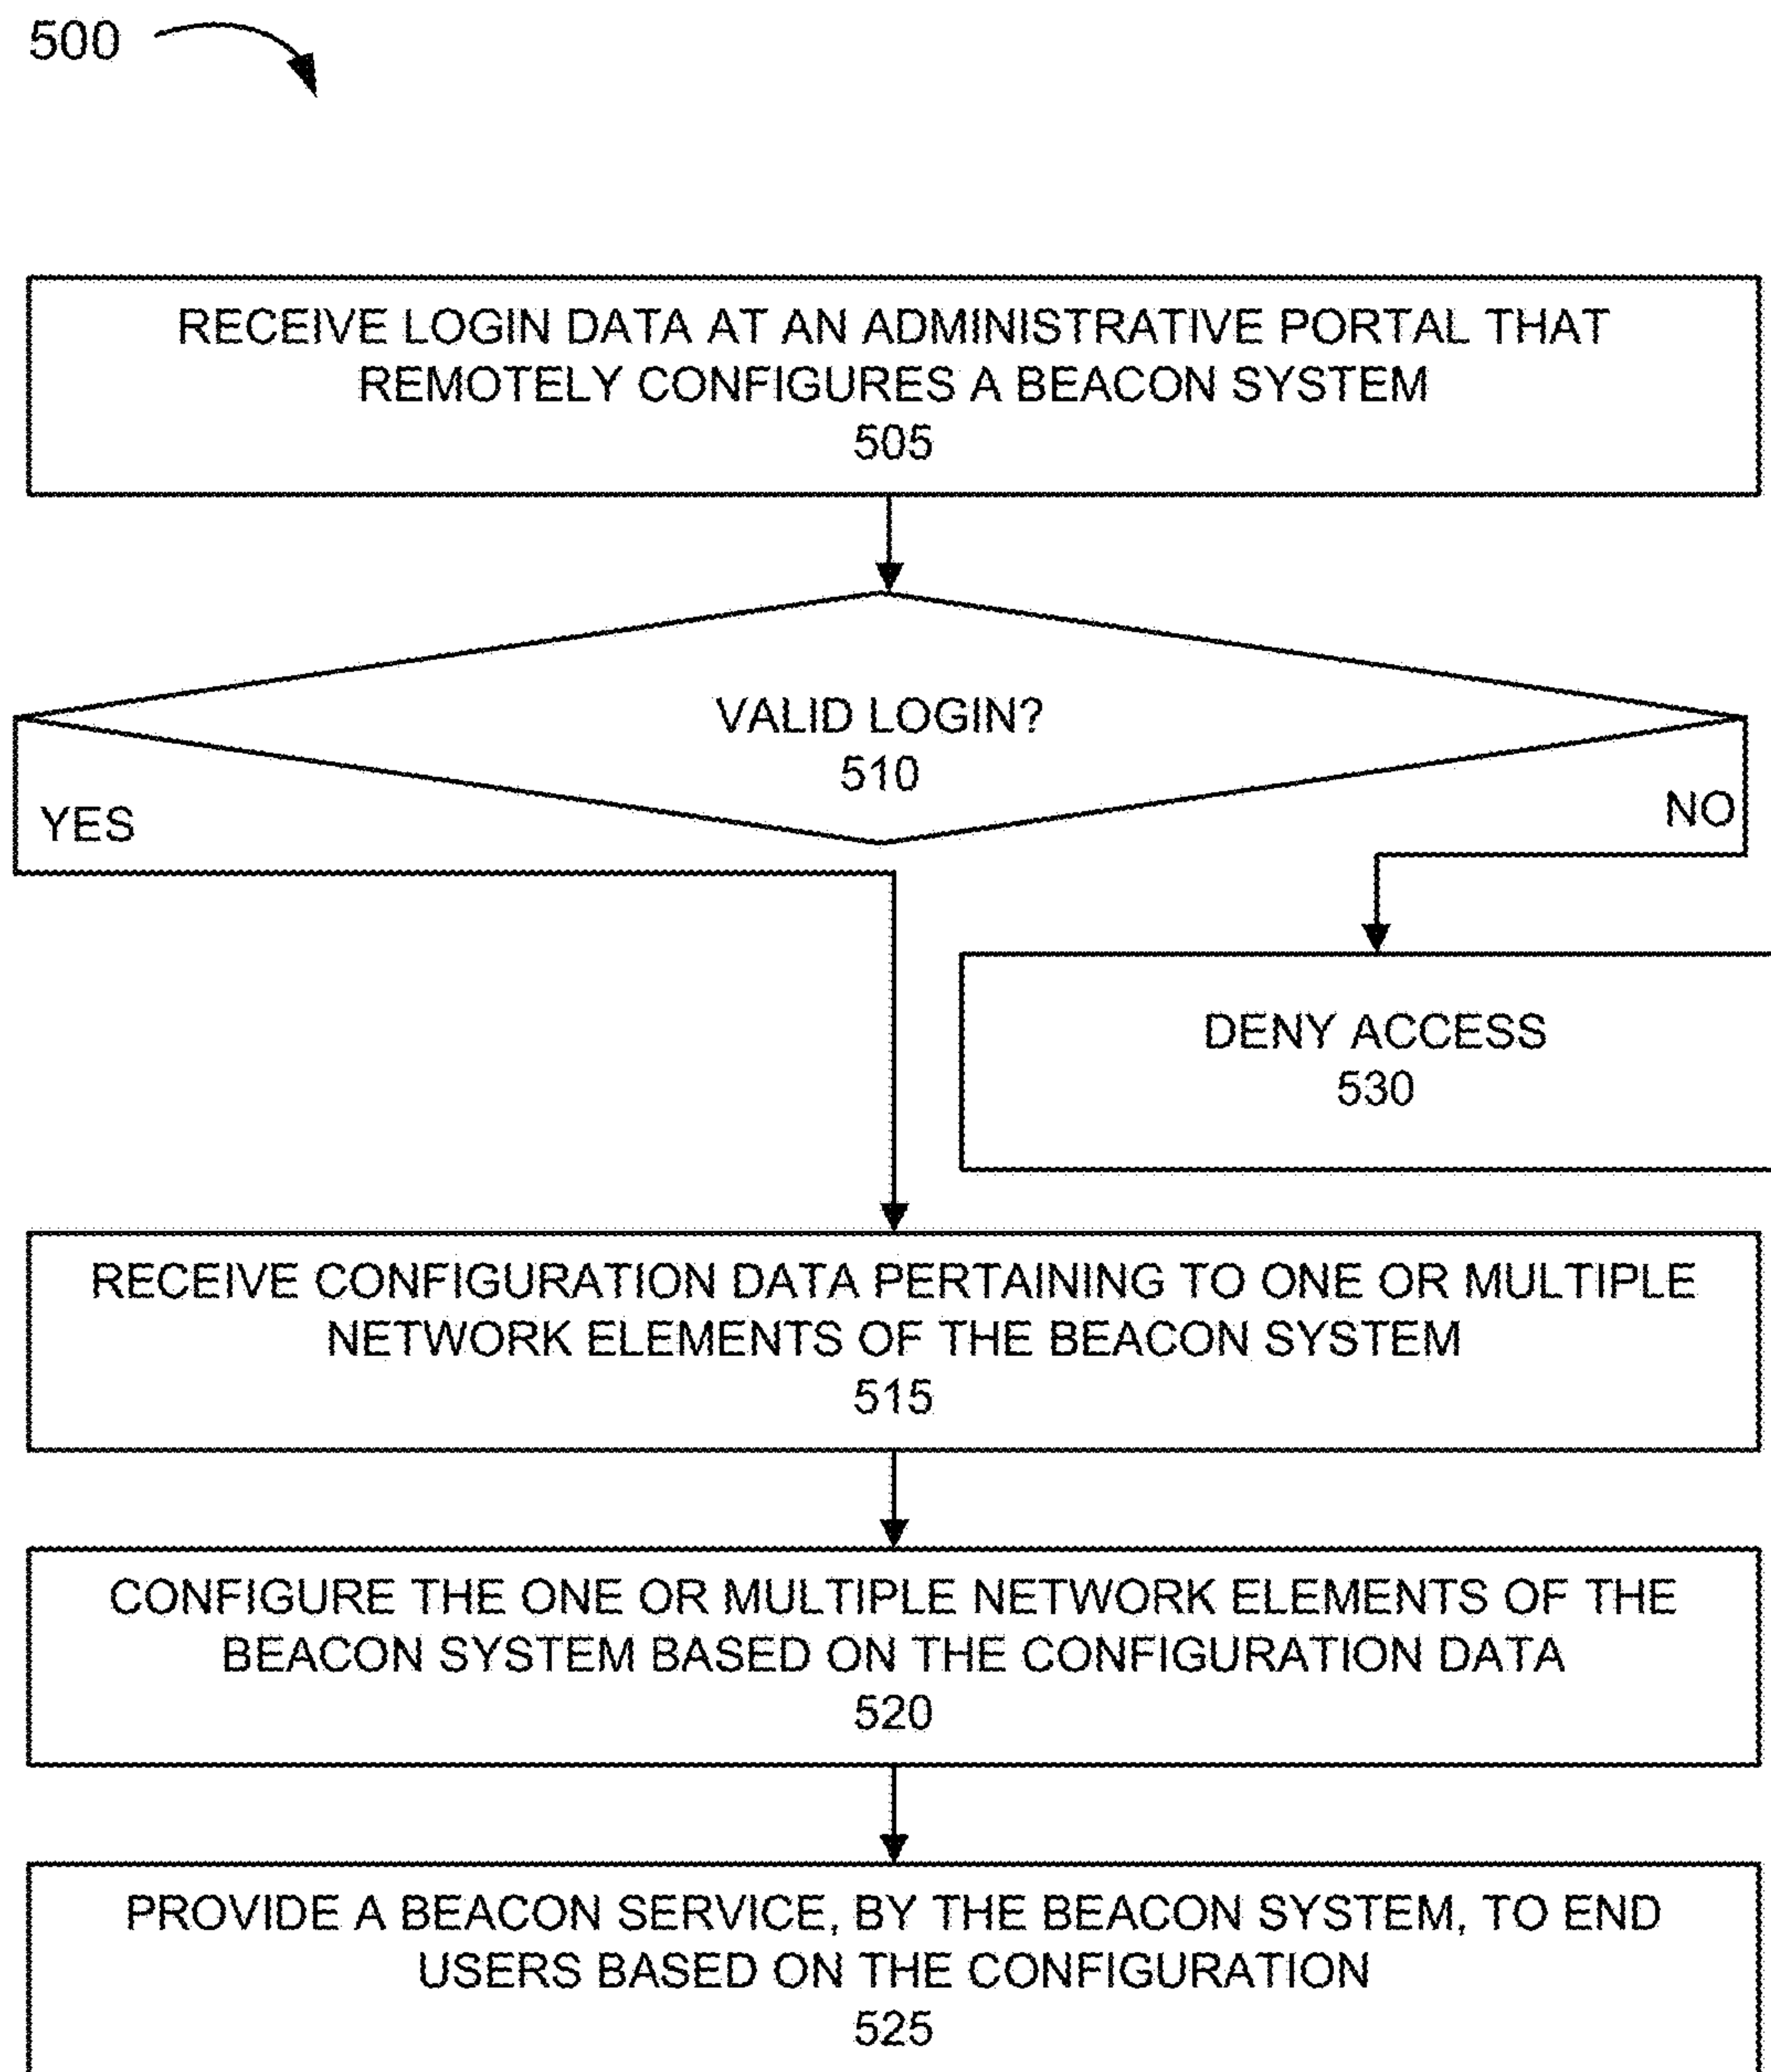 500
RECEIVE LOGIN DATA AT AN ADMINISTRATIVE PORTAL THAT
REMOTELY CONFIGURES A BEACON SYSTEM
505
VALID LOGIN?
510
YES
NO
DENY ACCESS
530
RECEIVE CONFIGURATION DATA PERTAINING TO ONE OR MULTIPLE
NETWORK ELEMENTS OF THE BEACON SYSTEM
515
CONFIGURE THE ONE OR MULTIPLE NETWORK ELEMENTS OF THE
BEACON SYSTEM BASED ON THE CONFIGURATION DATA
520
PROVIDE A BEACON SERVICE, BY THE BEACON SYSTEM, TO END
USERS BASED ON THE CONFIGURATION
525